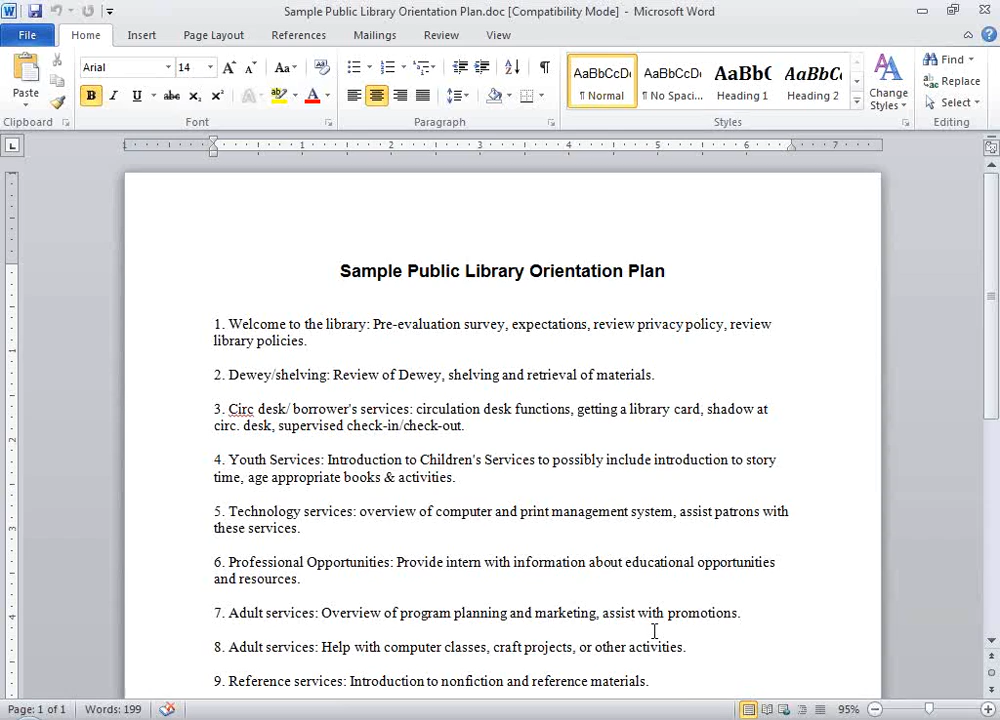 Sample Public Library Orientation Plan.doc [Compatibility Mode] - Microsoft Word
File Home Insert Page Layout References Mailings Review View
Paste
Clipboard
Arial 14
Font
Paragraph
AaBbCcDc AaBbCcDc AaBbC AaBbCc
¶ Normal ¶ No Spaci... Heading 1 Heading 2
Change Styles
Styles
Find
Replace
Select
Editing
1 1 2 3 4 5 6 7
Sample Public Library Orientation Plan
1. Welcome to the library: Pre-evaluation survey, expectations, review privacy policy, review
library policies.
2. Dewey/shelving: Review of Dewey, shelving and retrieval of materials.
3. Circ desk/ borrower's services: circulation desk functions, getting a library card, shadow at
circ. desk, supervised check-in/check-out.
4. Youth Services: Introduction to Children's Services to possibly include introduction to story
time, age appropriate books & activities.
5. Technology services: overview of computer and print management system, assist patrons with
these services.
6. Professional Opportunities: Provide intern with information about educational opportunities
and resources.
7. Adult services: Overview of program planning and marketing, assist with promotions.
8. Adult services: Help with computer classes, craft projects, or other activities.
9. Reference services: Introduction to nonfiction and reference materials.
Page: 1 of 1 Words: 199 95%